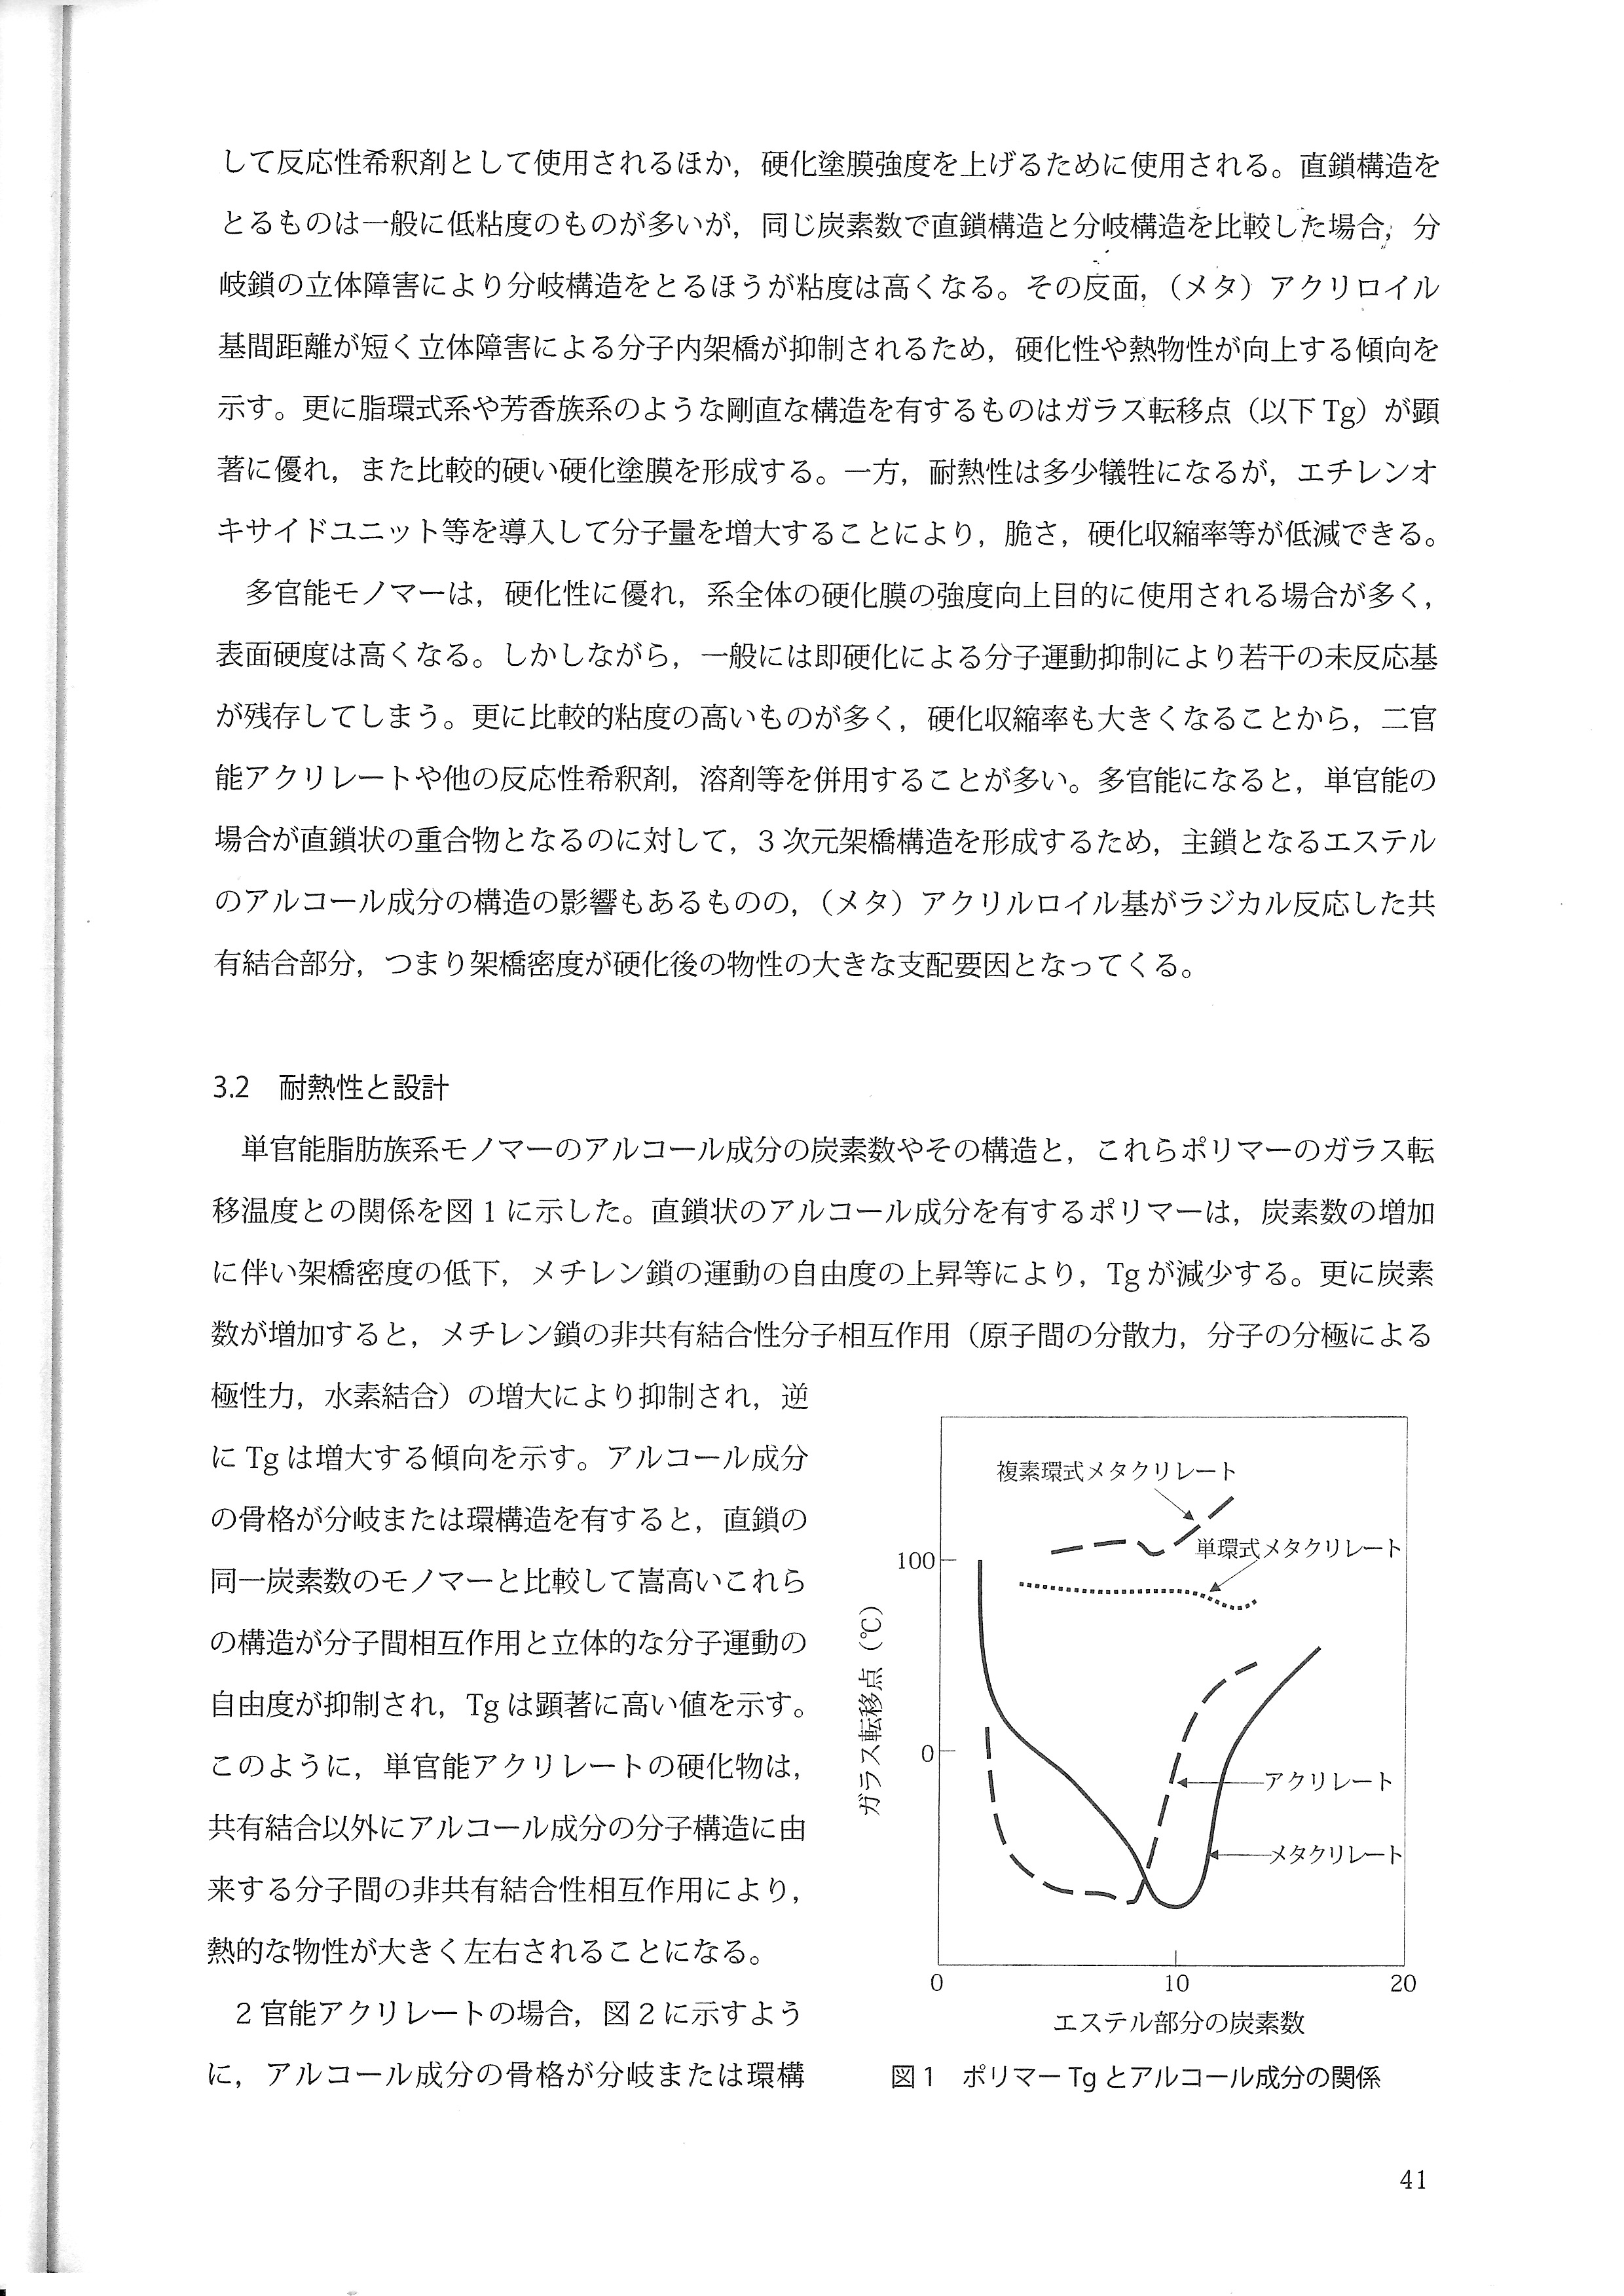 して反応性希釈剤として使用されるほか，硬化塗膜強度を上げるために使用される。直鎖構造を
とるものは一般に低粘度のものが多いが，同じ炭素数で直鎖構造と分岐構造を比較した場合，分
岐鎖の立体障害により分岐構造をとるほうが粘度は高くなる。その反面，（メタ）アクリロイル
基間距離が短く立体障害による分子内架橋が抑制されるため，硬化性や熱物性が向上する傾向を
示す。更に脂環式系や芳香族系のような剛直な構造を有するものはガラス転移点（以下 Tg）が顕
著に優れ，また比較的硬い硬化塗膜を形成する。一方，耐熱性は多少犠牲になるが，エチレンオ
キサイドユニット等を導入して分子量を増大することにより，脆さ，硬化収縮率等が低減できる。
多官能モノマーは，硬化性に優れ，系全体の硬化膜の強度向上目的に使用される場合が多く，
表面硬度は高くなる。しかしながら，一般には即硬化による分子運動抑制により若干の未反応基
が残存してしまう。更に比較的粘度の高いものが多く，硬化収縮率も大きくなることから，二官
能アクリレートや他の反応性希釈剤，溶剤等を併用することが多い。多官能になると，単官能の
場合が直鎖状の重合物となるのに対して，3 次元架橋構造を形成するため，主鎖となるエステル
のアルコール成分の構造の影響もあるものの，（メタ）アクリルロイル基がラジカル反応した共
有結合部分，つまり架橋密度が硬化後の物性の大きな支配要因となってくる。
3.2　耐熱性と設計
単官能脂肪族系モノマーのアルコール成分の炭素数やその構造と，これらポリマーのガラス転
移温度との関係を図 1 に示した。直鎖状のアルコール成分を有するポリマーは，炭素数の増加
に伴い架橋密度の低下，メチレン鎖の運動の自由度の上昇等により，Tg が減少する。更に炭素
数が増加すると，メチレン鎖の非共有結合性分子相互作用（原子間の分散力，分子の分極による
極性力，水素結合）の増大により抑制され，逆
に Tg は増大する傾向を示す。アルコール成分
の骨格が分岐または環構造を有すると，直鎖の
同一炭素数のモノマーと比較して嵩高いこれら
の構造が分子間相互作用と立体的な分子運動の
自由度が抑制され，Tg は顕著に高い値を示す。
このように，単官能アクリレートの硬化物は，
共有結合以外にアルコール成分の分子構造に由
来する分子間の非共有結合性相互作用により，
熱的な物性が大きく左右されることになる。
2 官能アクリレートの場合，図 2 に示すよう
に，アルコール成分の骨格が分岐または環構
複素環式メタクリレート
単環式メタクリレート
100
0
ガラス転移点（℃）
アクリレート
メタクリレート
0 10 20
エステル部分の炭素数
図 1　ポリマー Tg とアルコール成分の関係
41